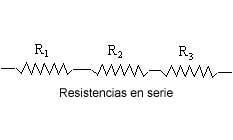 R1 R2 R3
Resistencias en serie